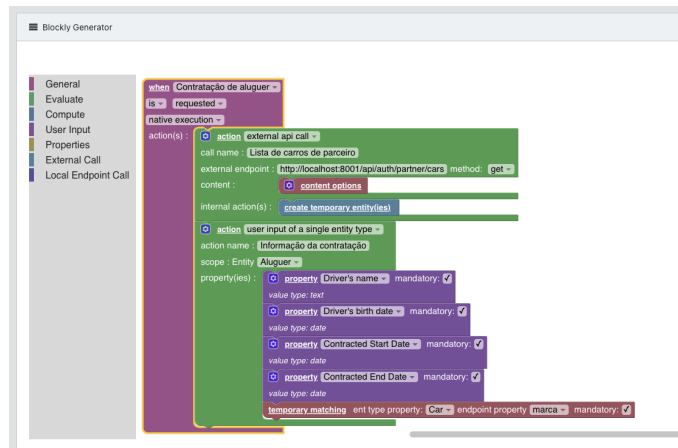 Blockly Generator
General
Evaluate
Compute
User Input
Properties
External Call
Local Endpoint Call
when Contratação de aluguer
is requested
native execution
action(s) :
action external api call
call name : Lista de carros de parceiro
external endpoint : http://localhost:8001/api/auth/partner/cars method: get
content : content options
internal action(s) : create temporary entity(ies)
action user input of a single entity type
action name : Informação da contratação
scope : Entity Aluguer
property(ies) : property Driver's name mandatory:
value type: text
property Driver's birth date mandatory:
value type: date
property Contracted Start Date mandatory:
value type: date
property Contracted End Date mandatory:
value type: date
temporary matching ent type property: Car endpoint property marca mandatory: